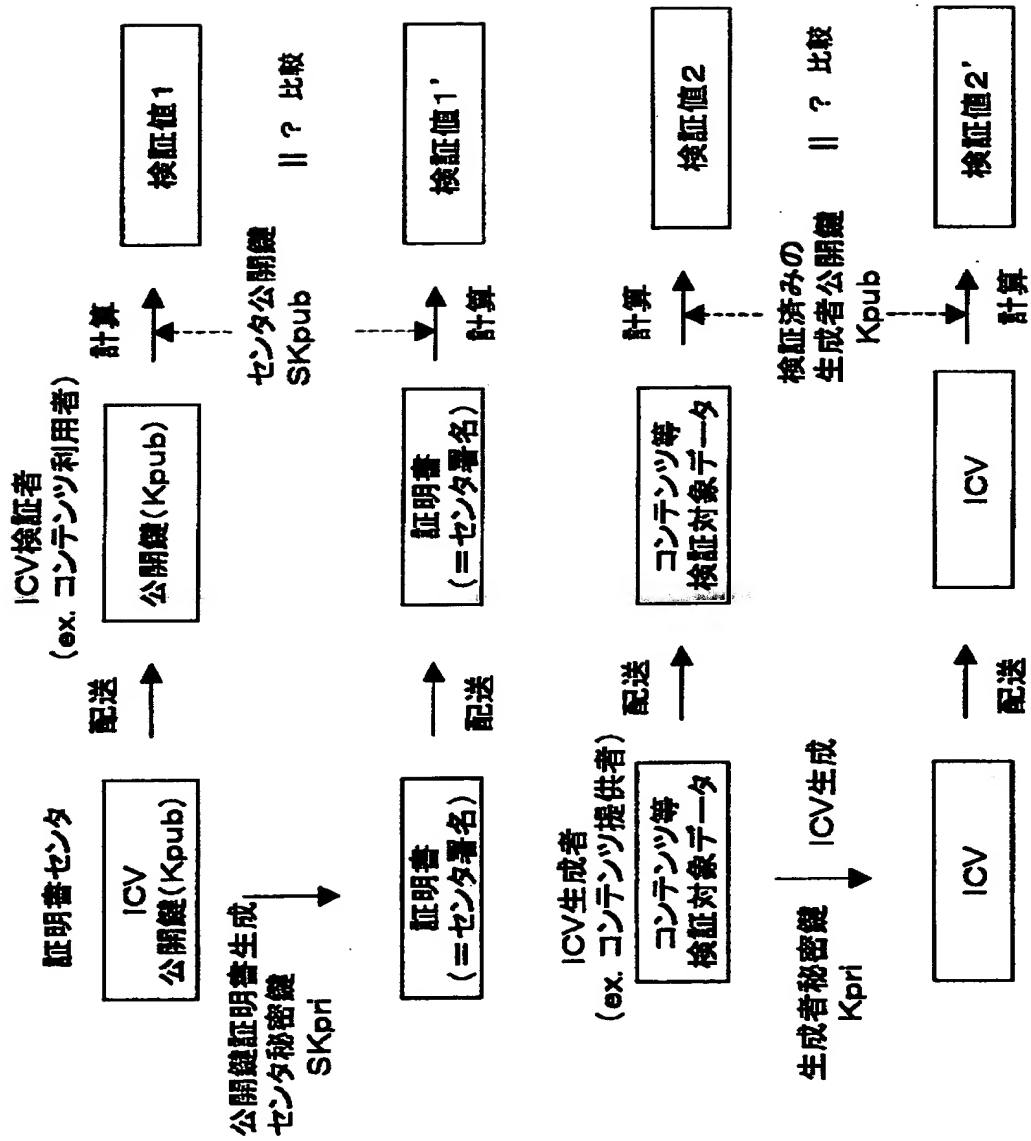 証明書センタ
ICV検証者
(ex. コンテンツ利用者)
ICV
公開鍵(Kpub)
配送
公開鍵(Kpub)
計算
検証値1
公開鍵証明書生成
センタ秘密鍵
SKpri
センタ公開鍵
SKpub
|| ? 比較
証明書
(=センタ署名)
配送
証明書
(=センタ署名)
計算
検証値1'
ICV生成者
(ex. コンテンツ提供者)
コンテンツ等
検証対象データ
配送
コンテンツ等
検証対象データ
計算
検証値2
生成者秘密鍵
Kpri
ICV生成
検証済みの
生成者公開鍵
Kpub
|| ? 比較
ICV
配送
ICV
計算
検証値2'